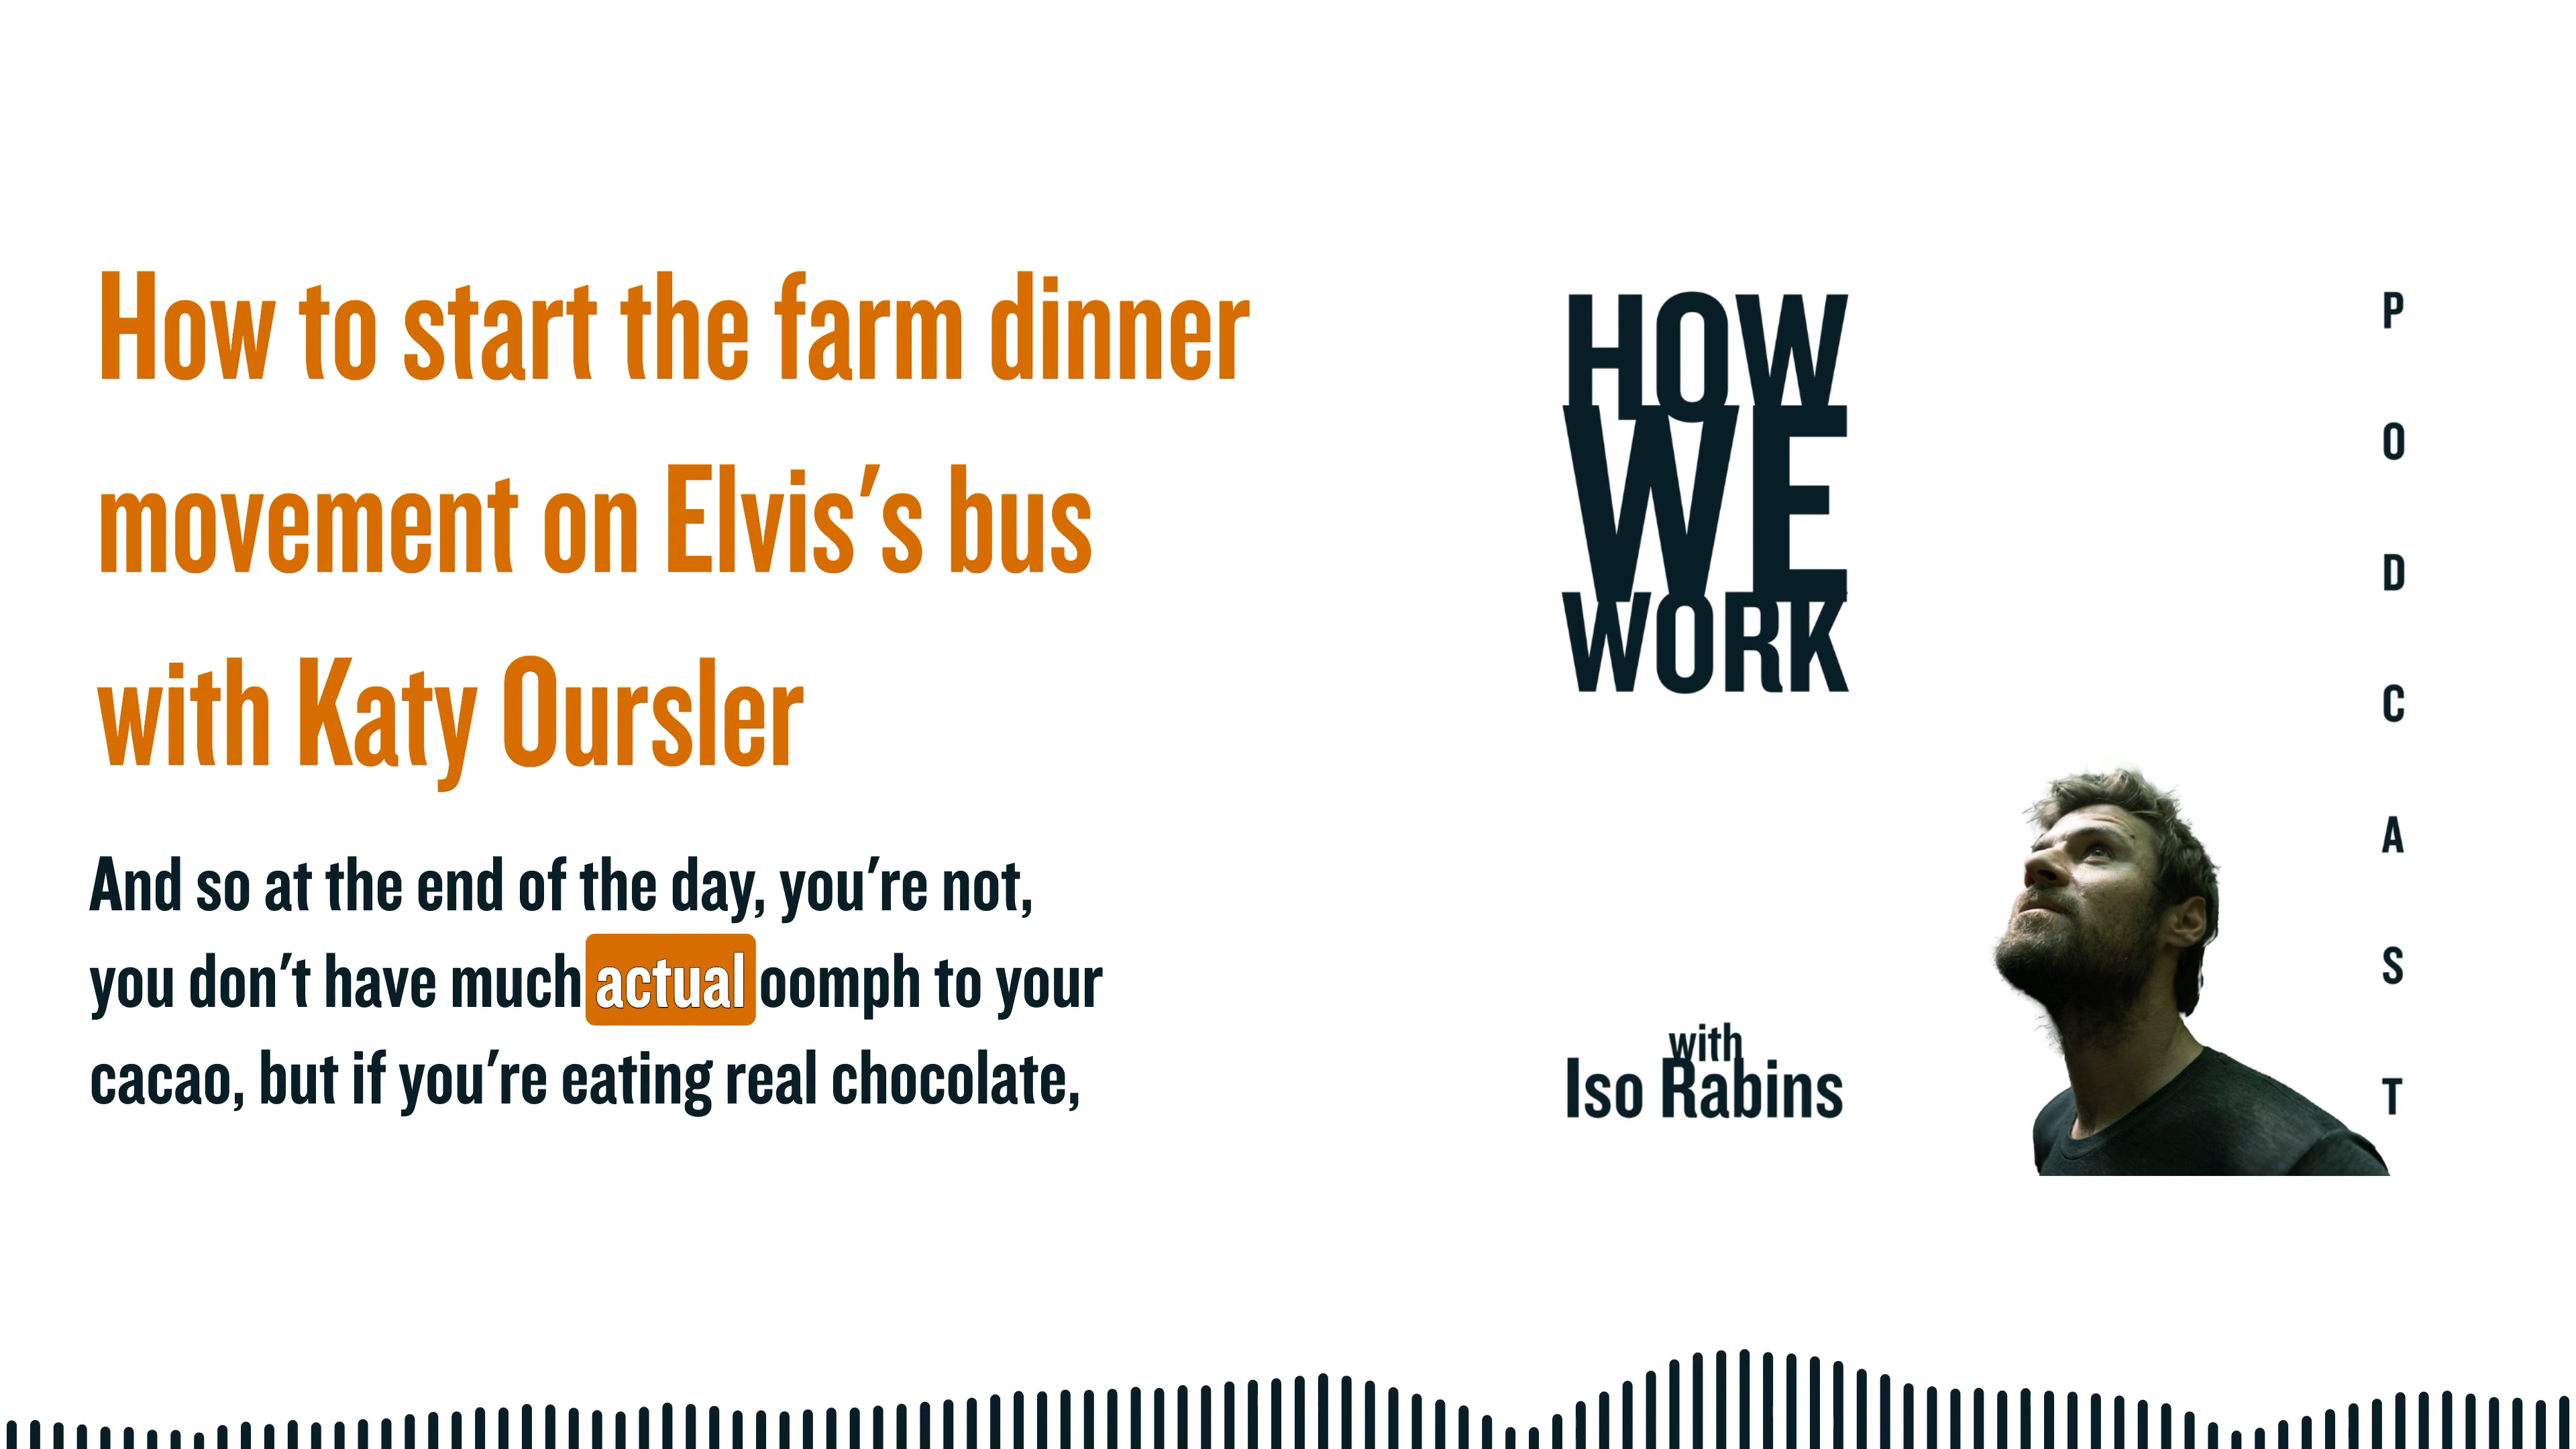 How to start the farm dinner
movement on Elvis's bus
with Katy Oursler
And so at the end of the day, you're not,
you don't have much actual oomph to your
cacao, but if you're eating real chocolate,
HOW
WE
WORK
with
Iso Rabins
PODCAST